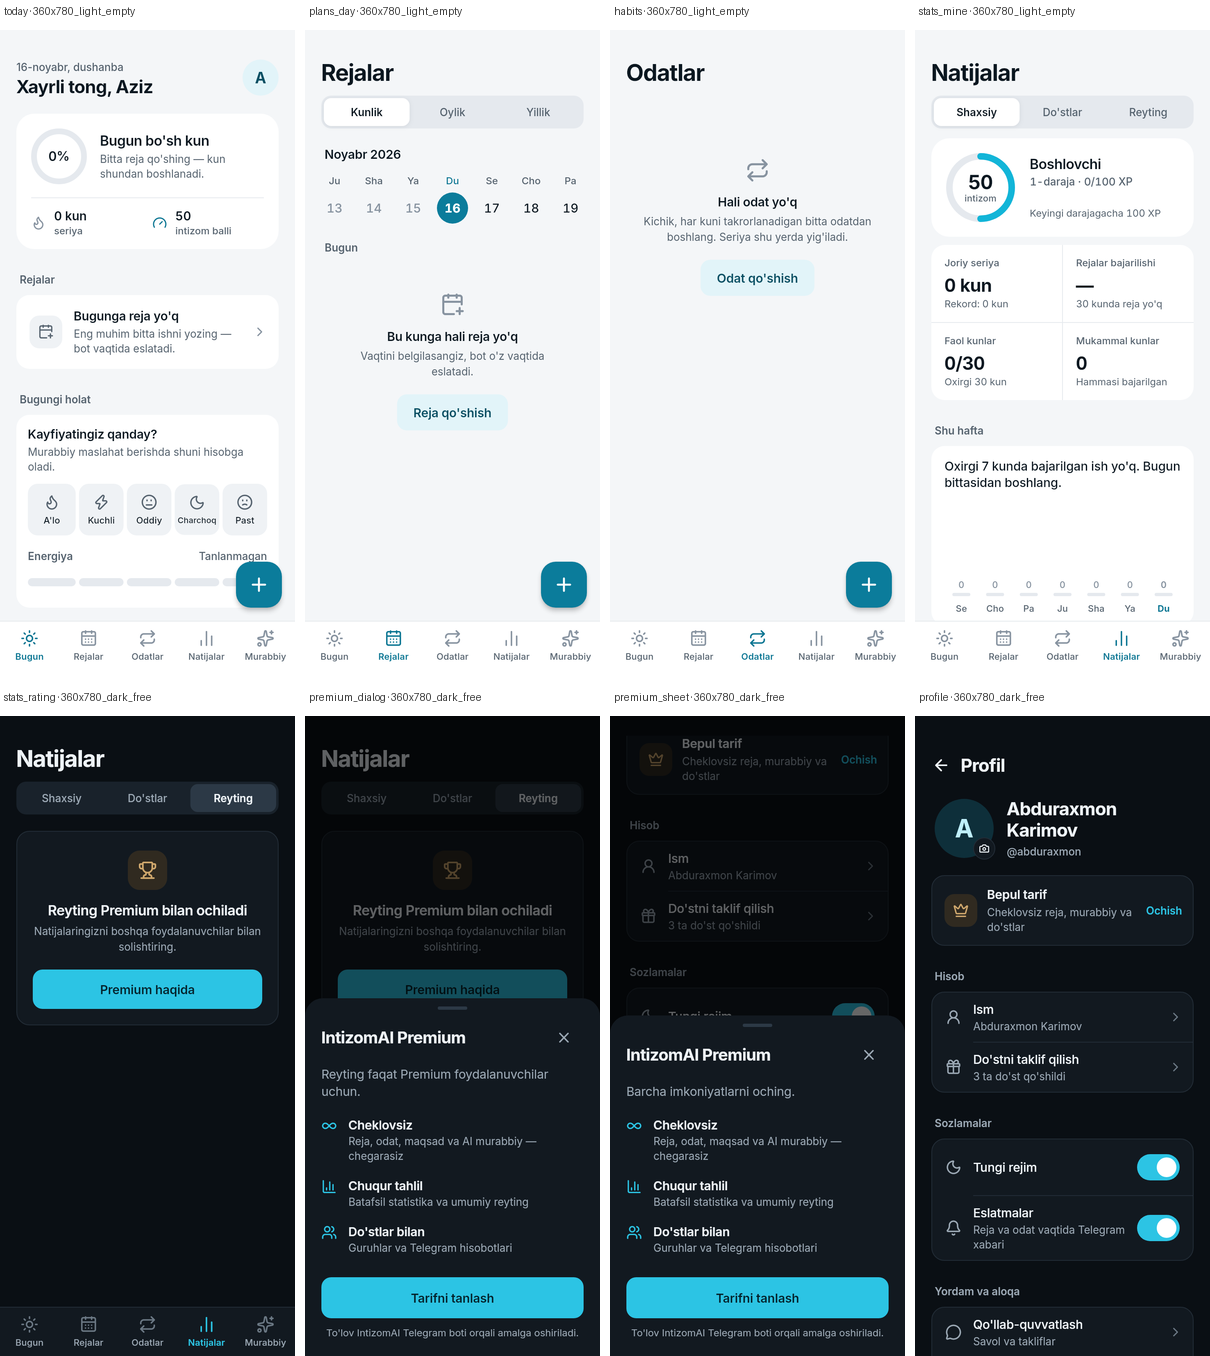 today·360x780_light_empty
16-noyabr, dushanba
Xayrli tong, Aziz
A
0%
Bugun bo'sh kun
Bitta reja qo'shing — kun
shundan boshlanadi.
0 kun
seriya
50
intizom balli
Rejalar
Bugunga reja yo'q
Eng muhim bitta ishni yozing —
bot vaqtida eslatadi.
Bugungi holat
Kayfiyatingiz qanday?
Murabbiy maslahat berishda shuni hisobga
oladi.
A'lo Kuchli Oddiy Charchoq Past
Energiya Tanlanmagan
Bugun Rejalar Odatlar Natijalar Murabbiy
plans_day·360x780_light_empty
Rejalar
Kunlik Oylik Yillik
Noyabr 2026
Ju Sha Ya Du Se Cho Pa
13 14 15 16 17 18 19
Bugun
Bu kunga hali reja yo'q
Vaqtini belgilasangiz, bot o'z vaqtida
eslatadi.
Reja qo'shish
Bugun Rejalar Odatlar Natijalar Murabbiy
habits·360x780_light_empty
Odatlar
Hali odat yo'q
Kichik, har kuni takrorlanadigan bitta odatdan
boshlang. Seriya shu yerda yig'iladi.
Odat qo'shish
Bugun Rejalar Odatlar Natijalar Murabbiy
stats_mine·360x780_light_empty
Natijalar
Shaxsiy Do'stlar Reyting
50
intizom
Boshlovchi
1-daraja · 0/100 XP
Keyingi darajagacha 100 XP
Joriy seriya
0 kun
Rekord: 0 kun
Rejalar bajarilishi
—
30 kunda reja yo'q
Faol kunlar
0/30
Oxirgi 30 kun
Mukammal kunlar
0
Hammasi bajarilgan
Shu hafta
Oxirgi 7 kunda bajarilgan ish yo'q. Bugun
bittasidan boshlang.
0 0 0 0 0 0 0
Se Cho Pa Ju Sha Ya Du
Bugun Rejalar Odatlar Natijalar Murabbiy
stats_rating·360x780_dark_free
Natijalar
Shaxsiy Do'stlar Reyting
Reyting Premium bilan ochiladi
Natijalaringizni boshqa foydalanuvchilar bilan
solishtiring.
Premium haqida
Bugun Rejalar Odatlar Natijalar Murabbiy
premium_dialog·360x780_dark_free
Natijalar
Shaxsiy Do'stlar Reyting
Reyting Premium bilan ochiladi
Natijalaringizni boshqa foydalanuvchilar bilan
solishtiring.
Premium haqida
IntizomAI Premium
Reyting faqat Premium foydalanuvchilar
uchun.
Cheklovsiz
Reja, odat, maqsad va AI murabbiy —
chegarasiz
Chuqur tahlil
Batafsil statistika va umumiy reyting
Do'stlar bilan
Guruhlar va Telegram hisobotlari
Tarifni tanlash
To'lov IntizomAI Telegram boti orqali amalga oshiriladi.
premium_sheet·360x780_dark_free
Bepul tarif
Cheklovsiz reja, murabbiy va
do'stlar
Ochish
Hisob
Ism
Abduraxmon Karimov
Do'stni taklif qilish
3 ta do'st qo'shildi
Sozlamalar
Tungi rejim
IntizomAI Premium
Barcha imkoniyatlarni oching.
Cheklovsiz
Reja, odat, maqsad va AI murabbiy —
chegarasiz
Chuqur tahlil
Batafsil statistika va umumiy reyting
Do'stlar bilan
Guruhlar va Telegram hisobotlari
Tarifni tanlash
To'lov IntizomAI Telegram boti orqali amalga oshiriladi.
profile·360x780_dark_free
Profil
A
Abduraxmon
Karimov
@abduraxmon
Bepul tarif
Cheklovsiz reja, murabbiy va
do'stlar
Ochish
Hisob
Ism
Abduraxmon Karimov
Do'stni taklif qilish
3 ta do'st qo'shildi
Sozlamalar
Tungi rejim
Eslatmalar
Reja va odat vaqtida Telegram
xabari
Yordam va aloqa
Qo'llab-quvvatlash
Savol va takliflar